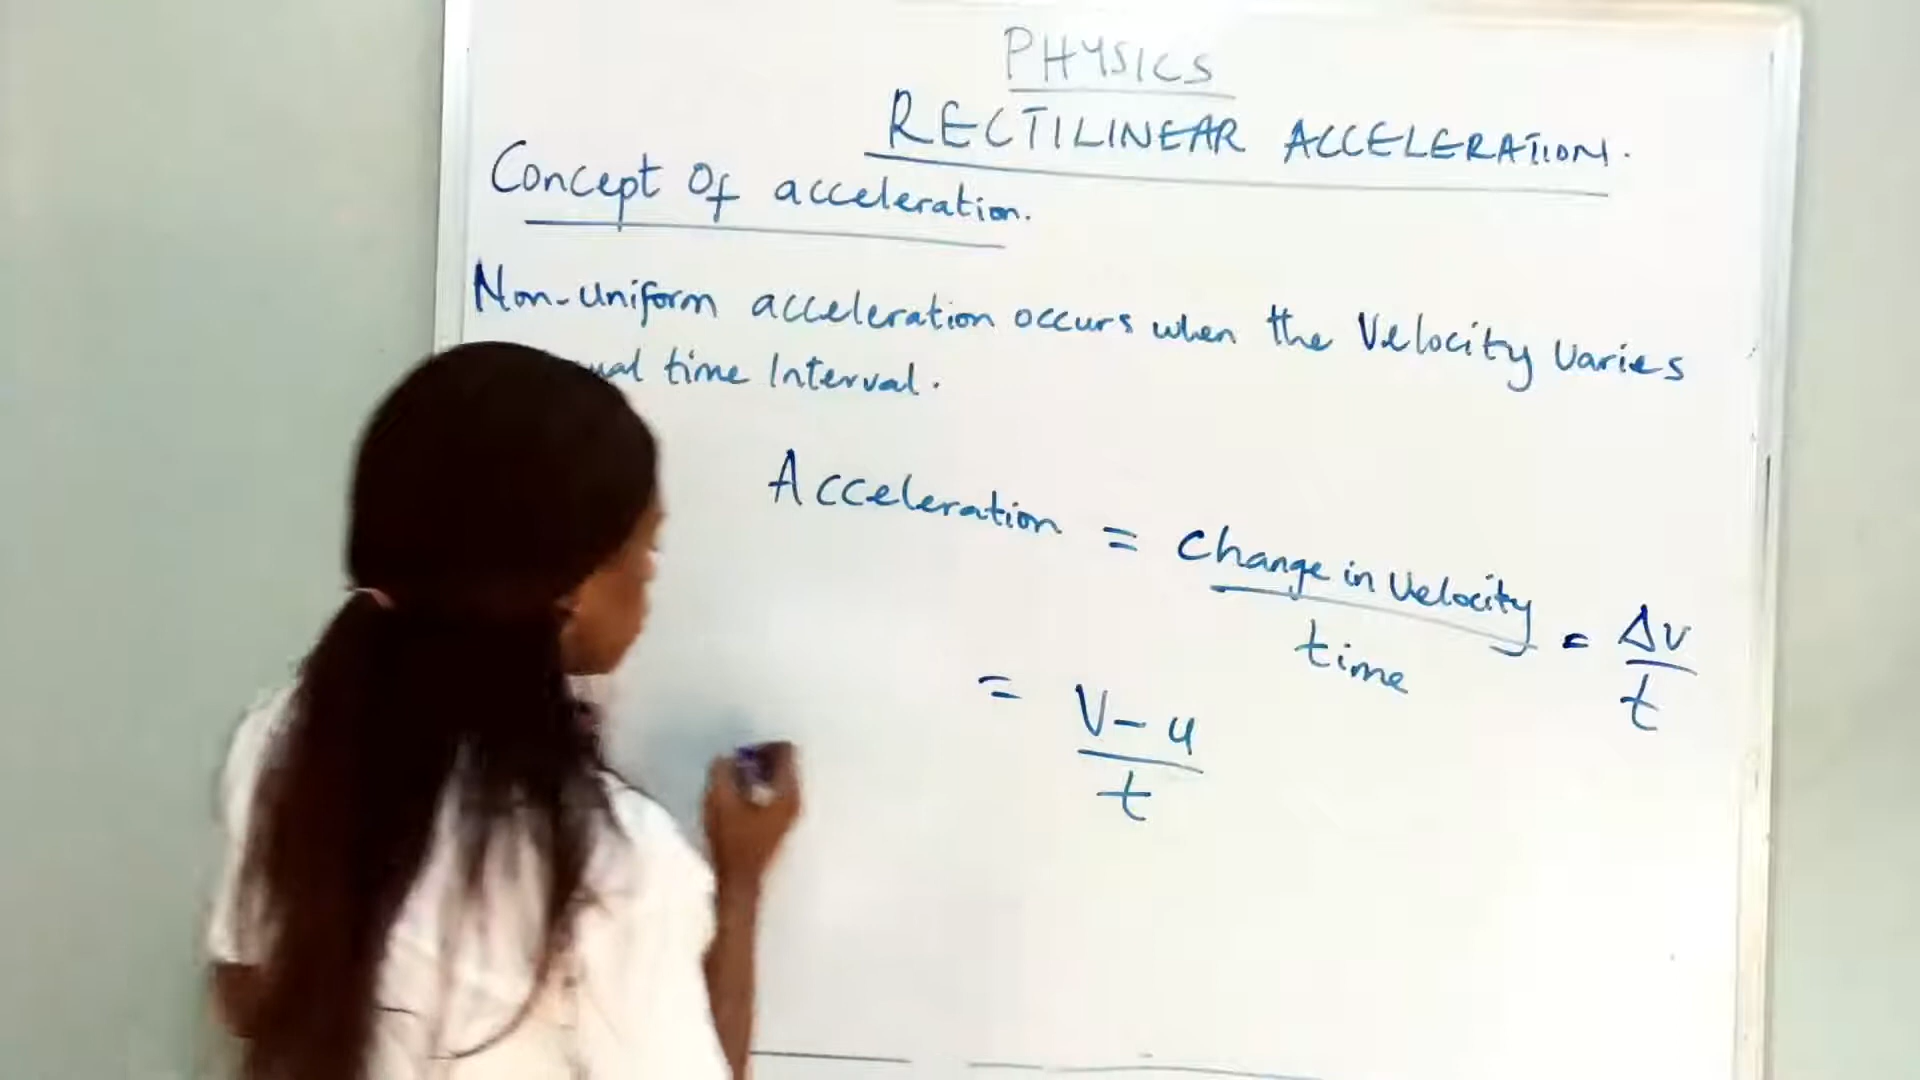 PHYSICS
RECTILINEAR ACCELERATION.
Concept Of acceleration.
Non-Uniform acceleration occurs when the Velocity Varies
time Interval.
Acceleration = Change in Velocity / time = Δv / t
= V - u / t